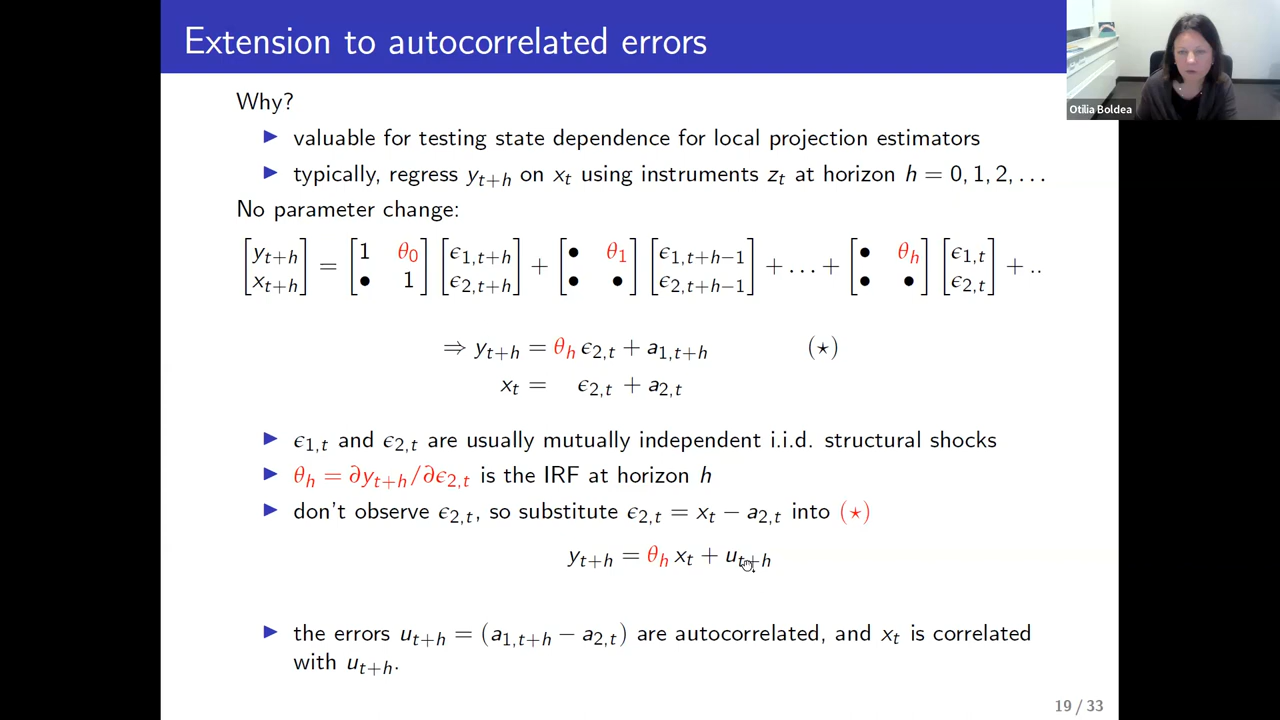 Extension to autocorrelated errors
Otilia Boldea
Why?
▶ valuable for testing state dependence for local projection estimators
▶ typically, regress y_{t+h} on x_t using instruments z_t at horizon h = 0, 1, 2, . . .
No parameter change:
[y_{t+h} ; x_{t+h}] = [1 θ_0 ; • 1] [ϵ_{1,t+h} ; ϵ_{2,t+h}] + [• θ_1 ; • •] [ϵ_{1,t+h−1} ; ϵ_{2,t+h−1}] + . . . + [• θ_h ; • •] [ϵ_{1,t} ; ϵ_{2,t}] + ..
⇒ y_{t+h} = θ_h ϵ_{2,t} + a_{1,t+h} (⋆)
x_t = ϵ_{2,t} + a_{2,t}
▶ ϵ_{1,t} and ϵ_{2,t} are usually mutually independent i.i.d. structural shocks
▶ θ_h = ∂y_{t+h}/∂ϵ_{2,t} is the IRF at horizon h
▶ don't observe ϵ_{2,t}, so substitute ϵ_{2,t} = x_t − a_{2,t} into (⋆)
y_{t+h} = θ_h x_t + u_{t+h}
▶ the errors u_{t+h} = (a_{1,t+h} − a_{2,t}) are autocorrelated, and x_t is correlated
with u_{t+h}.
19 / 33